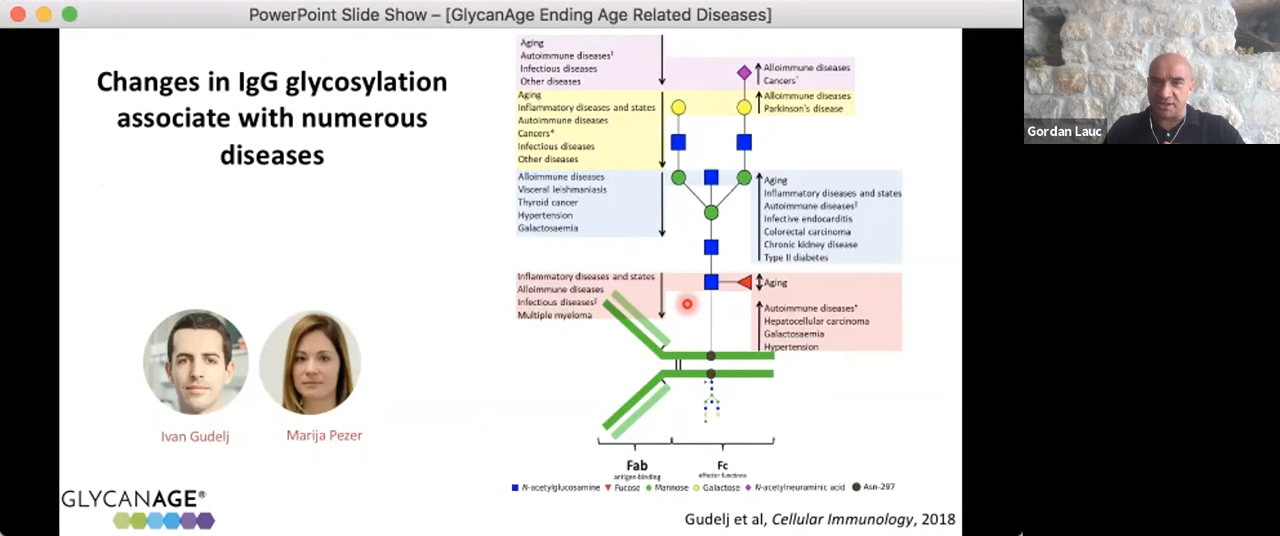 PowerPoint Slide Show – [GlycanAge Ending Age Related Diseases]
Changes in IgG glycosylation
associate with numerous
diseases
Ivan Gudelj
Marija Pezer
GLYCANAGE®
Aging
Autoimmune diseases‡
Infectious diseases
Other diseases
Alloimmune diseases
Cancers
Aging
Inflammatory diseases and states
Autoimmune diseases
Cancers*
Infectious diseases
Other diseases
Alloimmune diseases
Parkinson's disease
Alloimmune diseases
Visceral leishmaniasis
Thyroid cancer
Hypertension
Galactosaemia
Aging
Inflammatory diseases and states
Autoimmune diseases
Infective endocarditis
Colorectal carcinoma
Chronic kidney disease
Type II diabetes
Inflammatory diseases and states
Alloimmune diseases
Infectious diseases
Multiple myeloma
Aging
Autoimmune diseases*
Hepatocellular carcinoma
Galactosaemia
Hypertension
Fab
antigen-binding
Fc
effector functions
N-acetylglucosamine Fucose Mannose Galactose N-acetylneuraminic acid Asn-297
Gudelj et al, Cellular Immunology, 2018
Gordan Lauc